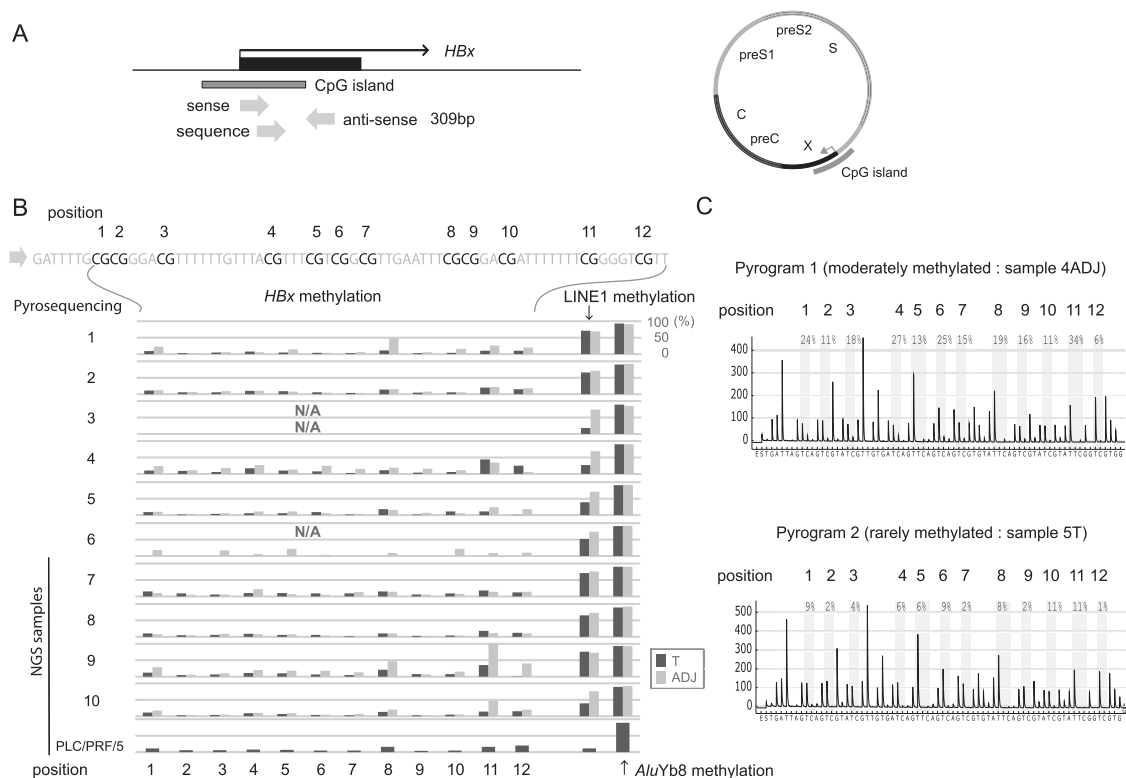 A
HBx
CpG island
sense
anti-sense 309bp
sequence
preS2
preS1
S
C
preC
X
CpG island
B
position
1 2 3 4 5 6 7 8 9 10 11 12
GATTTTGCGCGGGACGTTTTTTGTTTACGTTTCGTCGGCGTTGAATTTCGCGGACGATTTTTTTCGGGGTCGTT
Pyrosequencing
HBx methylation
LINE1 methylation
1
100 (%)
50
0
2
3
N/A
N/A
4
5
6
N/A
NGS samples
7
8
9
10
PLC/PRF/5
T
ADJ
position 1 2 3 4 5 6 7 8 9 10 11 12
AluYb8 methylation
C
Pyrogram 1 (moderately methylated : sample 4ADJ)
position 1 2 3 4 5 6 7 8 9 10 11 12
24% 11% 18% 27% 13% 25% 15% 19% 16% 11% 34% 6%
400
300
200
100
0
ESTGATTAGTCAGTCGTATCGTTGTGATCAGTTCAGTCAGTCGTGTATTCAGTCGTATCGTATTCGGTCGTGG
Pyrogram 2 (rarely methylated : sample 5T)
position 1 2 3 4 5 6 7 8 9 10 11 12
9% 2% 4% 6% 6% 9% 2% 8% 2% 11% 11% 1%
500
400
300
200
100
0
ESTGATTAGTCAGTCGTATCGTTGTGATCAGTTCAGTCAGTCGTGTATTCAGTCGTATCGTATTCGGTCGTG